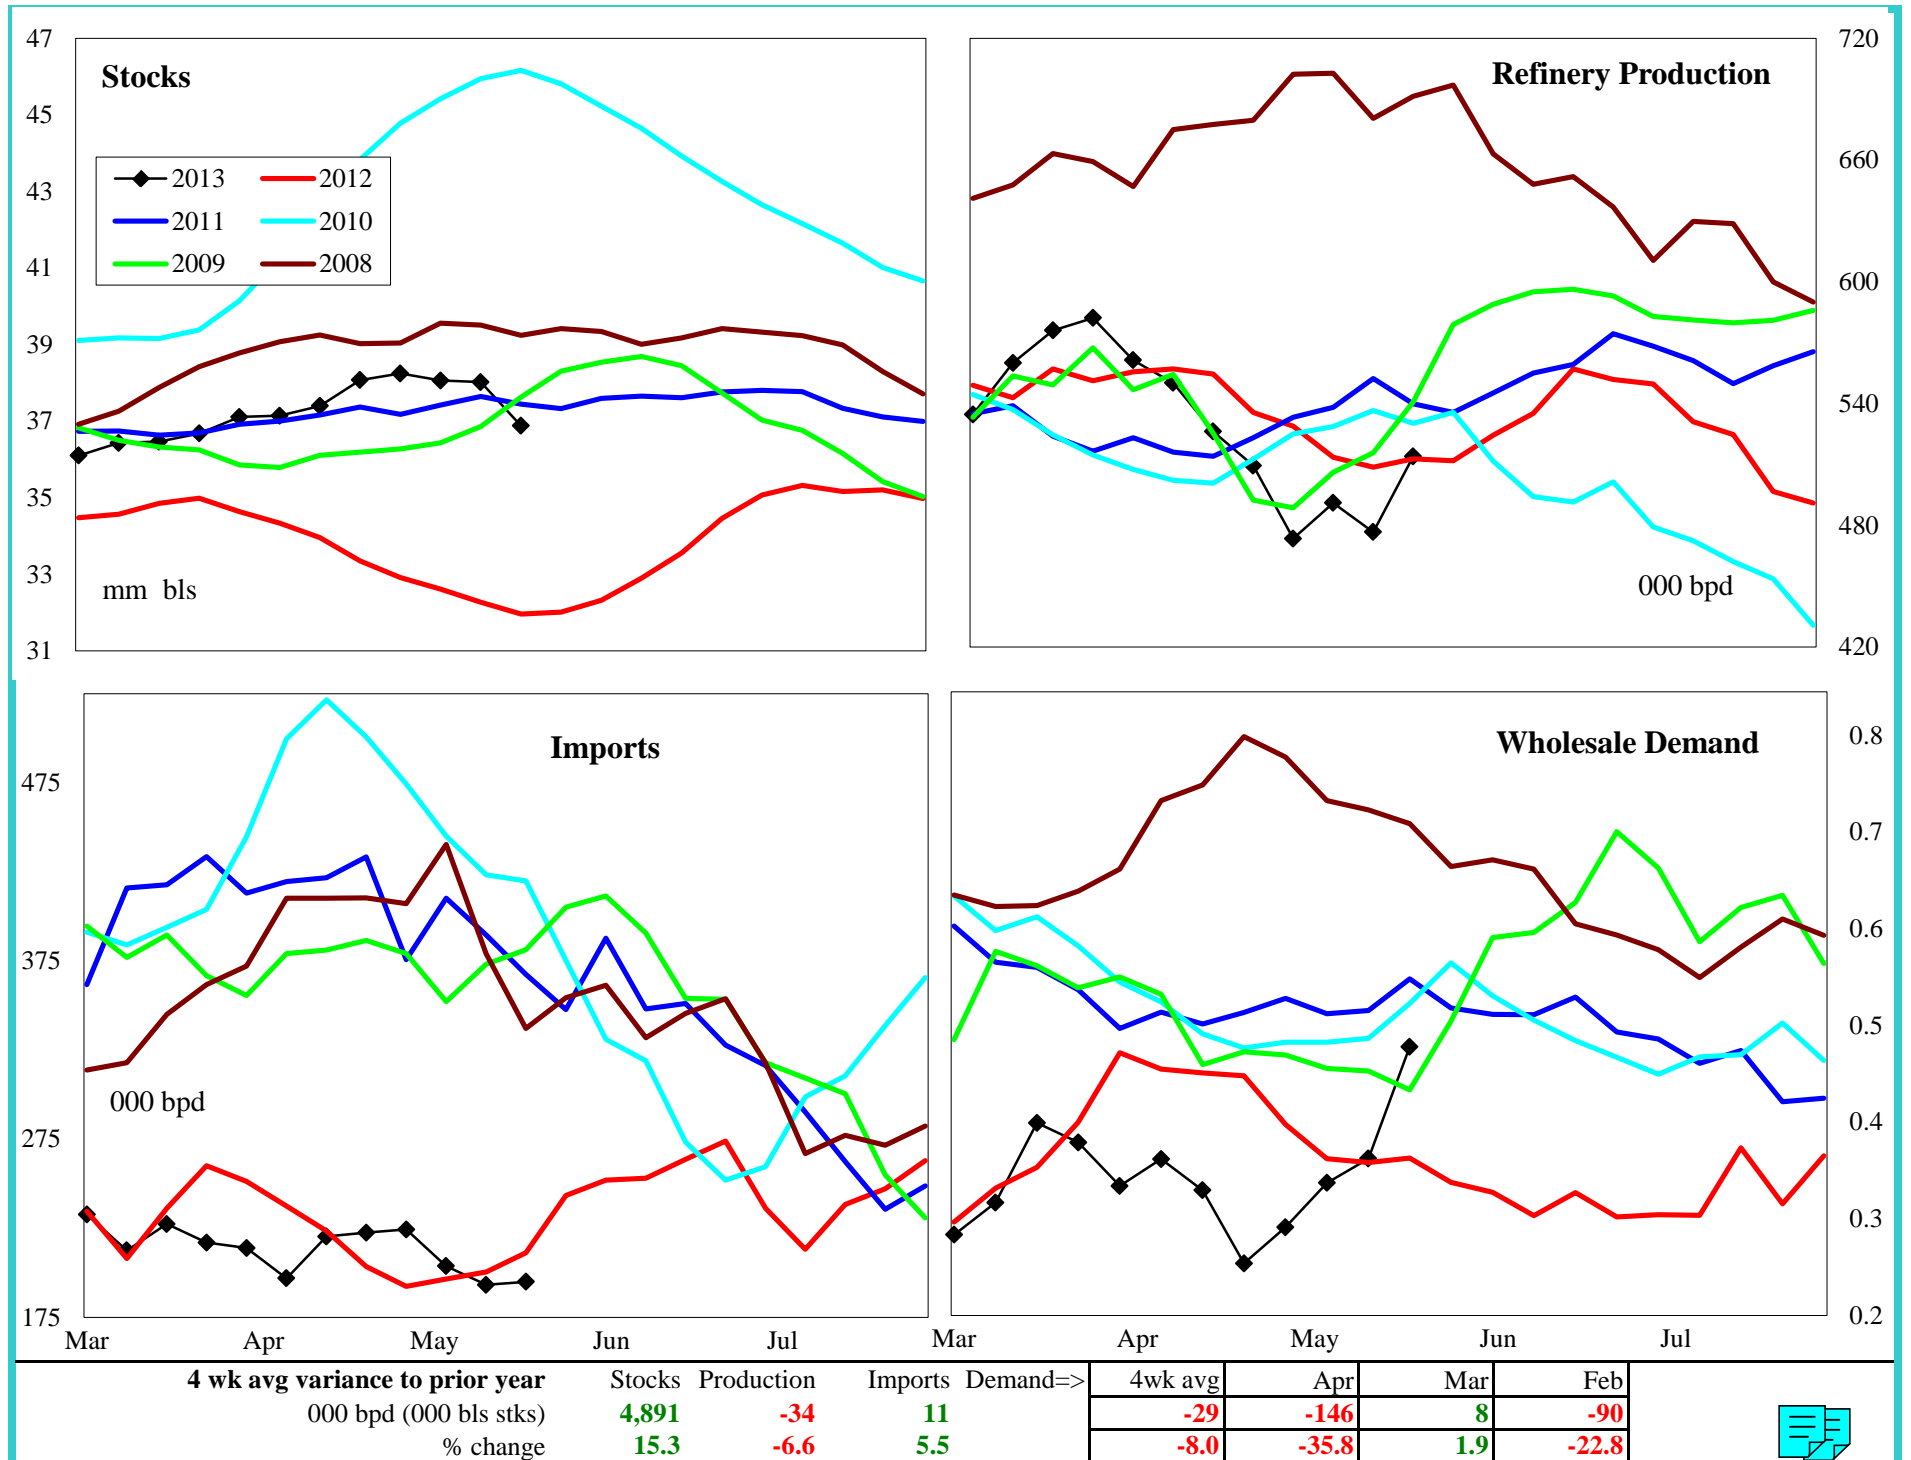 Stocks
47
45
43
41
39
37
35
33
31
2013 2012
2011 2010
2009 2008
mm bls
Refinery Production
720
660
600
540
480
420
000 bpd
Imports
475
375
275
175
000 bpd
Mar Apr May Jun Jul
Wholesale Demand
0.8
0.7
0.6
0.5
0.4
0.3
0.2
Mar Apr May Jun Jul
4 wk avg variance to prior year Stocks Production Imports Demand=> 4wk avg Apr Mar Feb
000 bpd (000 bls stks) 4,891 -34 11 -29 -146 8 -90
% change 15.3 -6.6 5.5 -8.0 -35.8 1.9 -22.8